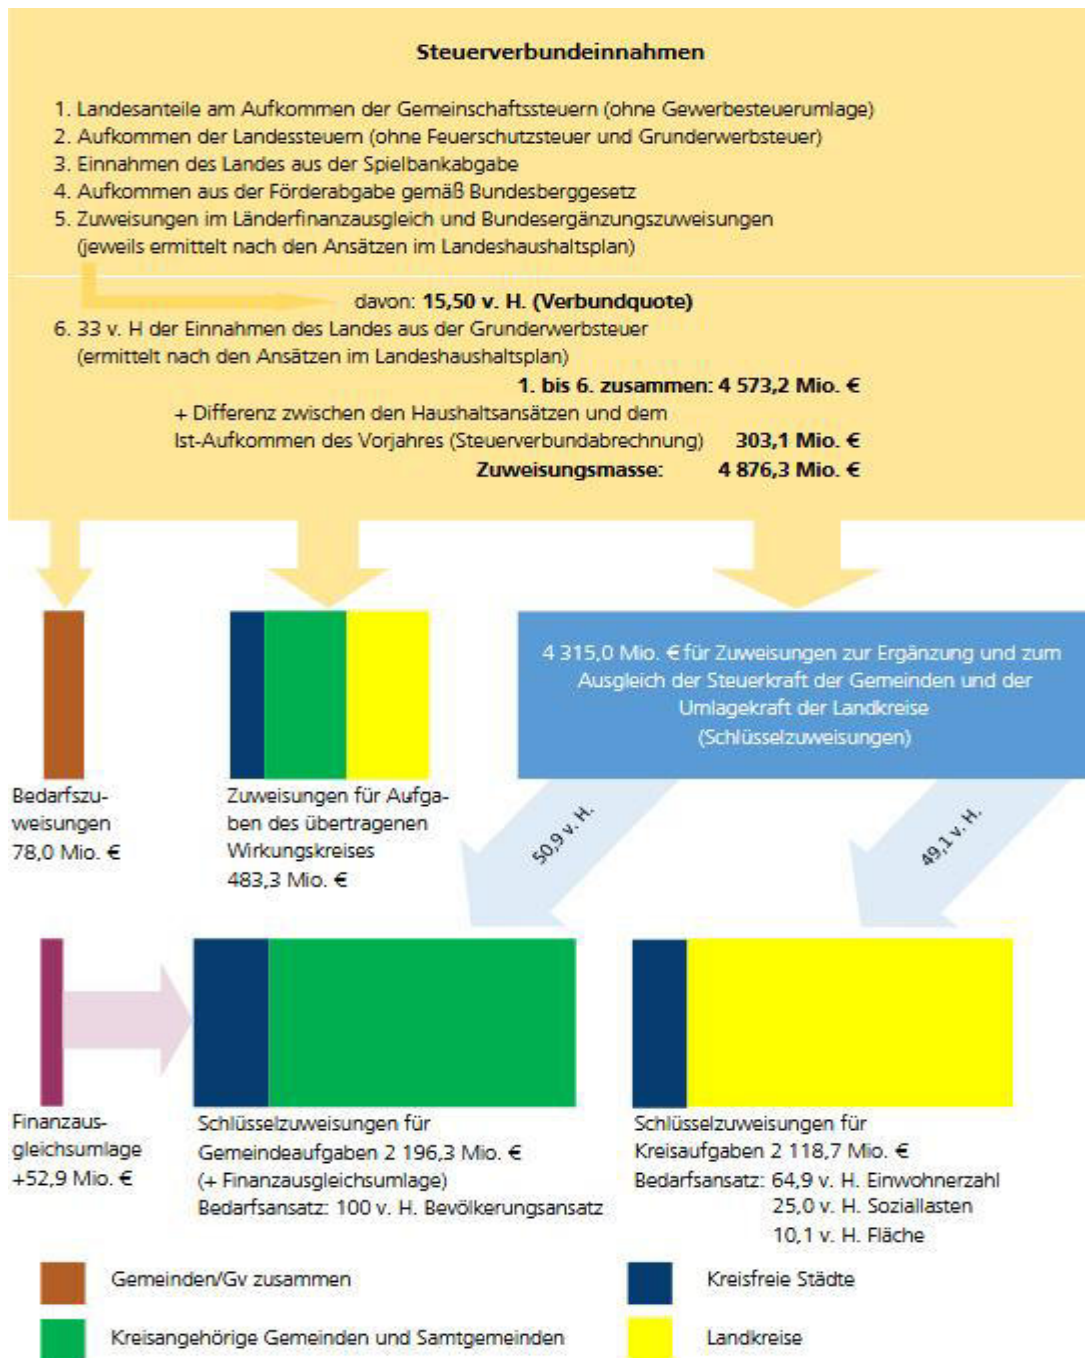 Steuerverbundeinnahmen
1. Landesanteile am Aufkommen der Gemeinschaftssteuern (ohne Gewerbesteuerumlage)
2. Aufkommen der Landessteuern (ohne Feuerschutzsteuer und Grunderwerbsteuer)
3. Einnahmen des Landes aus der Spielbankabgabe
4. Aufkommen aus der Förderabgabe gemäß Bundesberggesetz
5. Zuweisungen im Länderfinanzausgleich und Bundesergänzungszuweisungen
(jeweils ermittelt nach den Ansätzen im Landeshaushaltsplan)
davon: 15,50 v. H. (Verbundquote)
6. 33 v. H der Einnahmen des Landes aus der Grunderwerbsteuer
(ermittelt nach den Ansätzen im Landeshaushaltsplan)
1. bis 6. zusammen: 4 573,2 Mio. €
+ Differenz zwischen den Haushaltsansätzen und dem
Ist-Aufkommen des Vorjahres (Steuerverbundabrechnung) 303,1 Mio. €
Zuweisungsmasse: 4 876,3 Mio. €
4 315,0 Mio. € für Zuweisungen zur Ergänzung und zum
Ausgleich der Steuerkraft der Gemeinden und der
Umlagekraft der Landkreise
(Schlüsselzuweisungen)
Bedarfszu-
weisungen
78,0 Mio. €
Zuweisungen für Aufga-
ben des übertragenen
Wirkungskreises
483,3 Mio. €
50,9 v. H.
49,1 v. H.
Finanzaus-
gleichsumlage
+52,9 Mio. €
Schlüsselzuweisungen für
Gemeindeaufgaben 2 196,3 Mio. €
(+ Finanzausgleichsumlage)
Bedarfsansatz: 100 v. H. Bevölkerungsansatz
Schlüsselzuweisungen für
Kreisaufgaben 2 118,7 Mio. €
Bedarfsansatz: 64,9 v. H. Einwohnerzahl
25,0 v. H. Soziallasten
10,1 v. H. Fläche
Gemeinden/Gv zusammen
Kreisfreie Städte
Kreisangehörige Gemeinden und Samtgemeinden
Landkreise